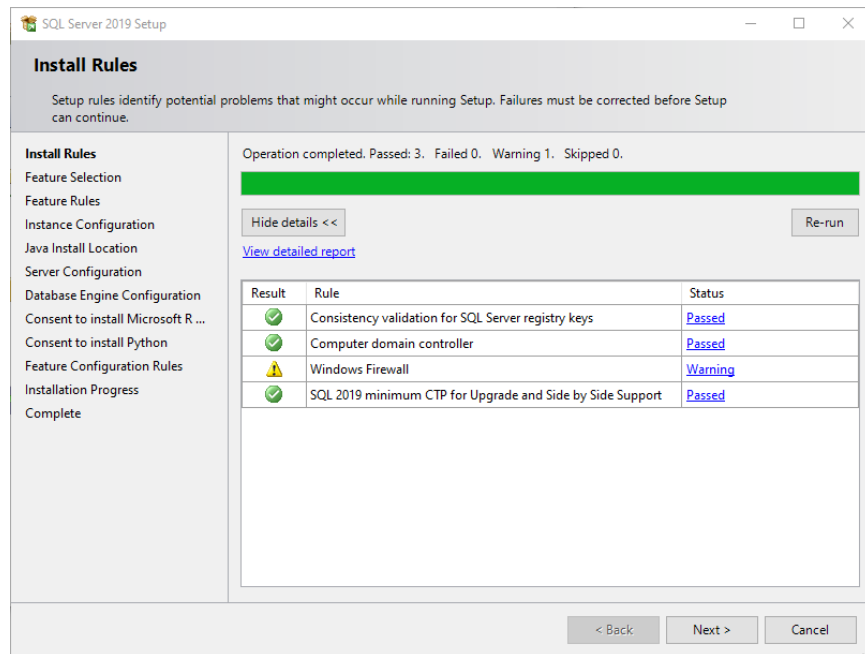 SQL Server 2019 Setup
Install Rules
Setup rules identify potential problems that might occur while running Setup. Failures must be corrected before Setup
can continue.
Install Rules
Feature Selection
Feature Rules
Instance Configuration
Java Install Location
Server Configuration
Database Engine Configuration
Consent to install Microsoft R ...
Consent to install Python
Feature Configuration Rules
Installation Progress
Complete
Operation completed. Passed: 3.   Failed 0.   Warning 1.   Skipped 0.
Hide details <<
Re-run
View detailed report
Result Rule Status
Consistency validation for SQL Server registry keys Passed
Computer domain controller Passed
Windows Firewall Warning
SQL 2019 minimum CTP for Upgrade and Side by Side Support Passed
< Back Next > Cancel